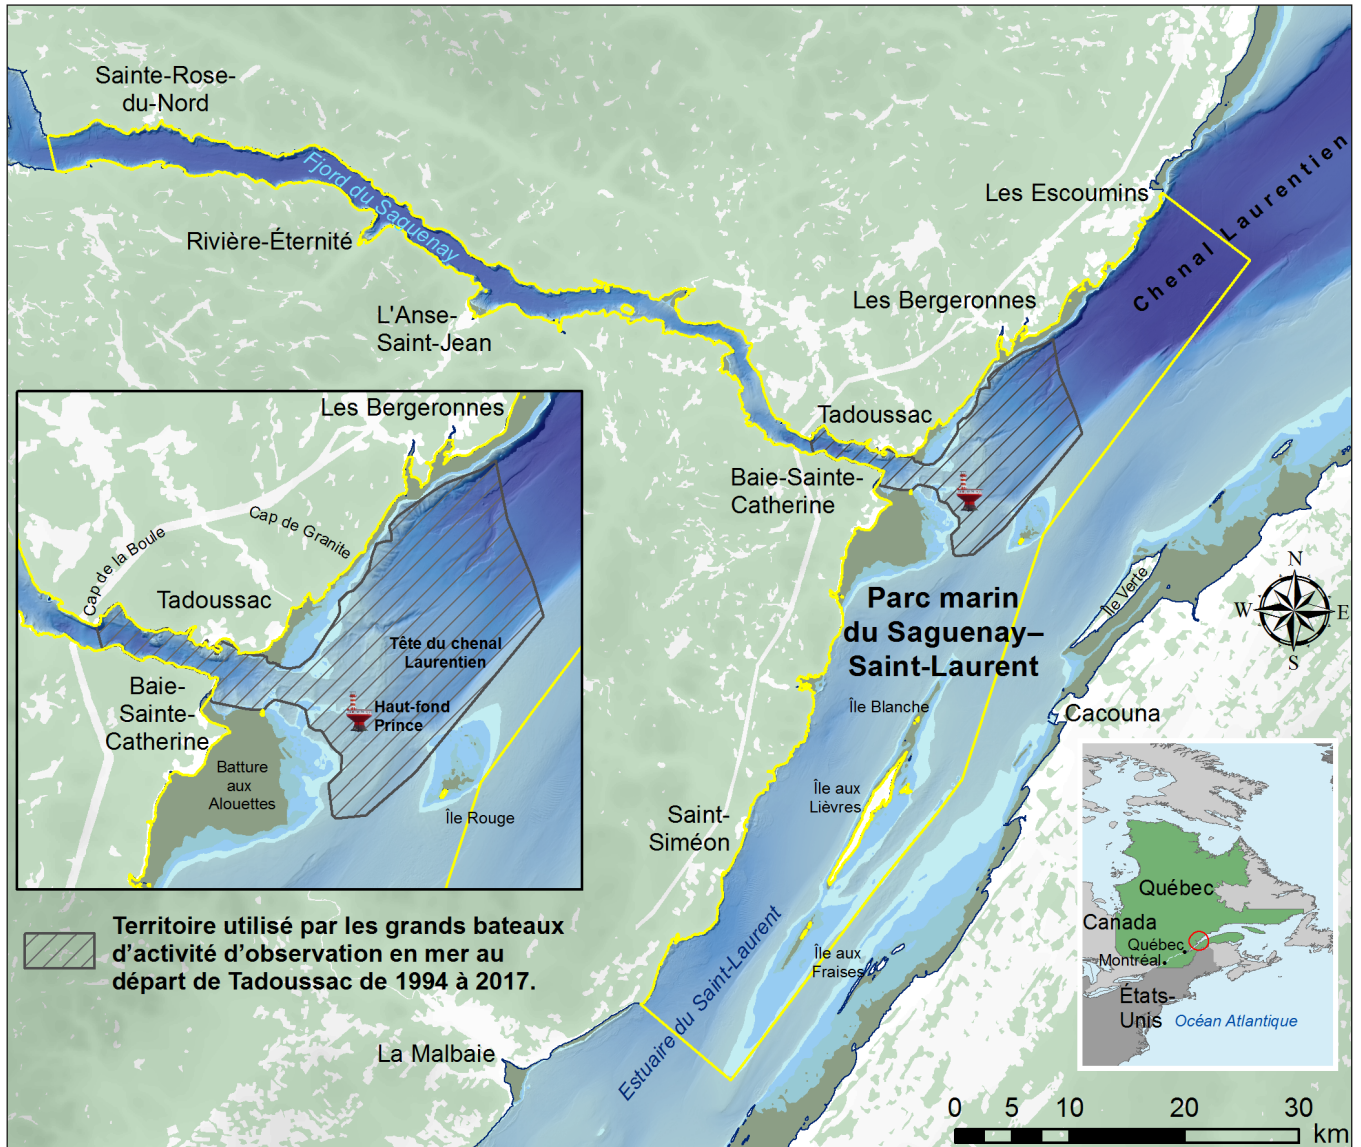 Sainte-Rose-
du-Nord
Fjord du Saguenay
Rivière-Éternité
L'Anse-
Saint-Jean
Les Escoumins
Chenal Laurentien
Les Bergeronnes
Tadoussac
Baie-Sainte-
Catherine
Parc marin
du Saguenay–
Saint-Laurent
Île Verte
Île Blanche
Cacouna
Île aux
Lièvres
Saint-
Siméon
Île aux
Fraises
Estuaire du Saint-Laurent
La Malbaie
N
W
E
S
Les Bergeronnes
Cap de la Boule
Cap de Granite
Tadoussac
Tête du chenal
Laurentien
Baie-
Sainte-
Catherine
Haut-fond
Prince
Batture
aux
Alouettes
Île Rouge
Territoire utilisé par les grands bateaux
d'activité d'observation en mer au
départ de Tadoussac de 1994 à 2017.
Québec
Canada
Québec
Montréal
États-
Unis
Océan Atlantique
0 5 10 20 30
km